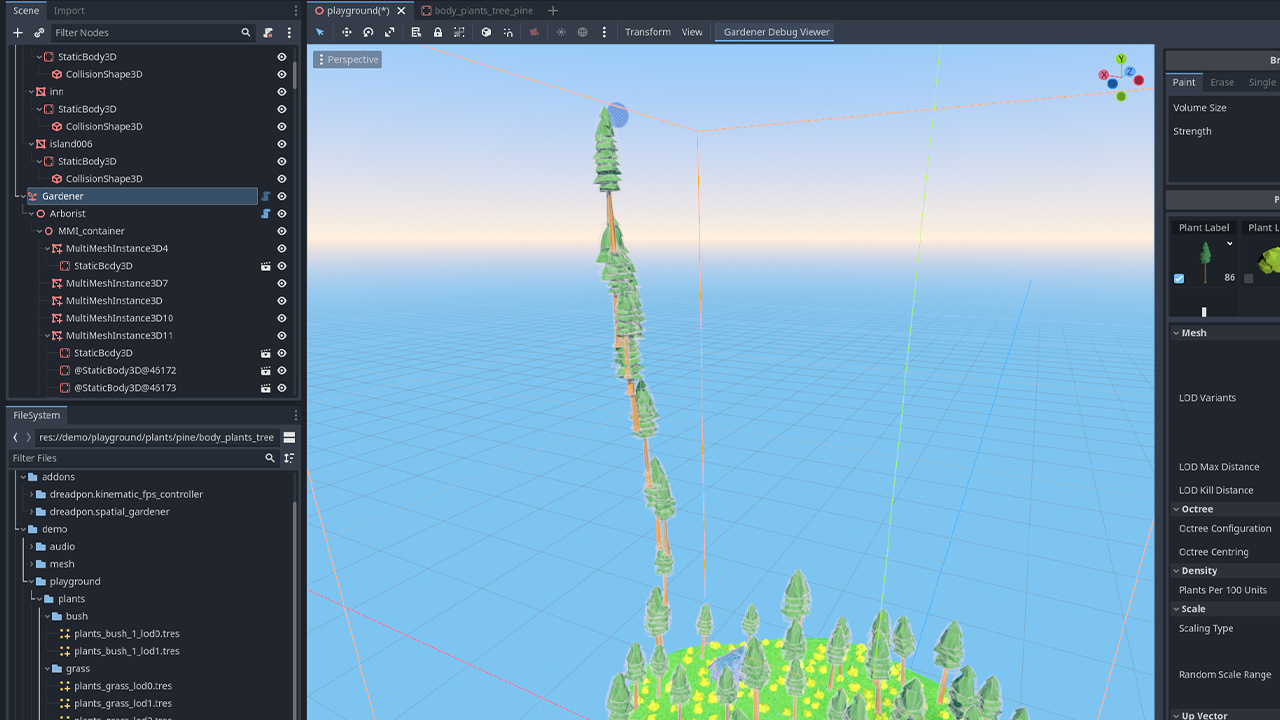 Scene Import
Filter Nodes
StaticBody3D
CollisionShape3D
inn
StaticBody3D
CollisionShape3D
island006
StaticBody3D
CollisionShape3D
Gardener
Arborist
MMI_container
MultiMeshInstance3D4
StaticBody3D
MultiMeshInstance3D7
MultiMeshInstance3D
MultiMeshInstance3D10
MultiMeshInstance3D11
StaticBody3D
@StaticBody3D@46172
@StaticBody3D@46173
FileSystem
res://demo/playground/plants/pine/body_plants_tree
Filter Files
addons
dreadpon.kinematic_fps_controller
dreadpon.spatial_gardener
demo
audio
mesh
playground
plants
bush
plants_bush_1_lod0.tres
plants_bush_1_lod1.tres
grass
plants_grass_lod0.tres
plants_grass_lod1.tres
plants_grass_lod2.tres
playground(*) body_plants_tree_pine
Transform View Gardener Debug Viewer
Perspective
Y
X
Z
Br
Paint Erase Single
Volume Size
Strength
P
Plant Label Plant L
86
Mesh
LOD Variants
LOD Max Distance
LOD Kill Distance
Octree
Octree Configuration
Octree Centring
Density
Plants Per 100 Units
Scale
Scaling Type
Random Scale Range
Up Vector